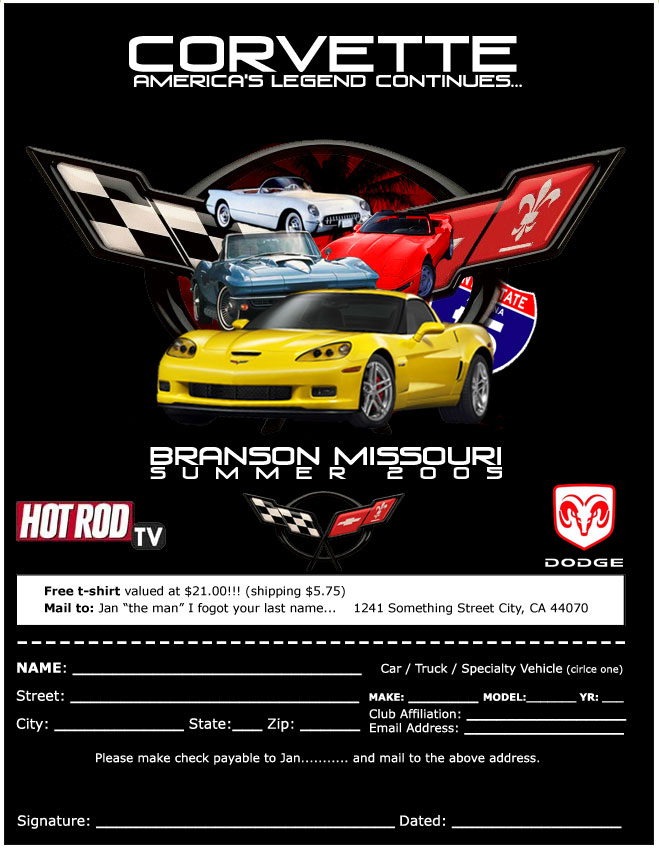 CORVETTE
AMERICA'S LEGEND CONTINUES...
STATE
BRANSON MISSOURI
SUMMER 2005
HOT ROD TV
DODGE
Free t-shirt valued at $21.00!!! (shipping $5.75)
Mail to: Jan “the man” I fogot your last name... 1241 Something Street City, CA 44070
NAME: Car / Truck / Specialty Vehicle (cirlce one)
Street: MAKE: MODEL: YR:
City: State: Zip: Club Affiliation:
Email Address:
Please make check payable to Jan........... and mail to the above address.
Signature: Dated: